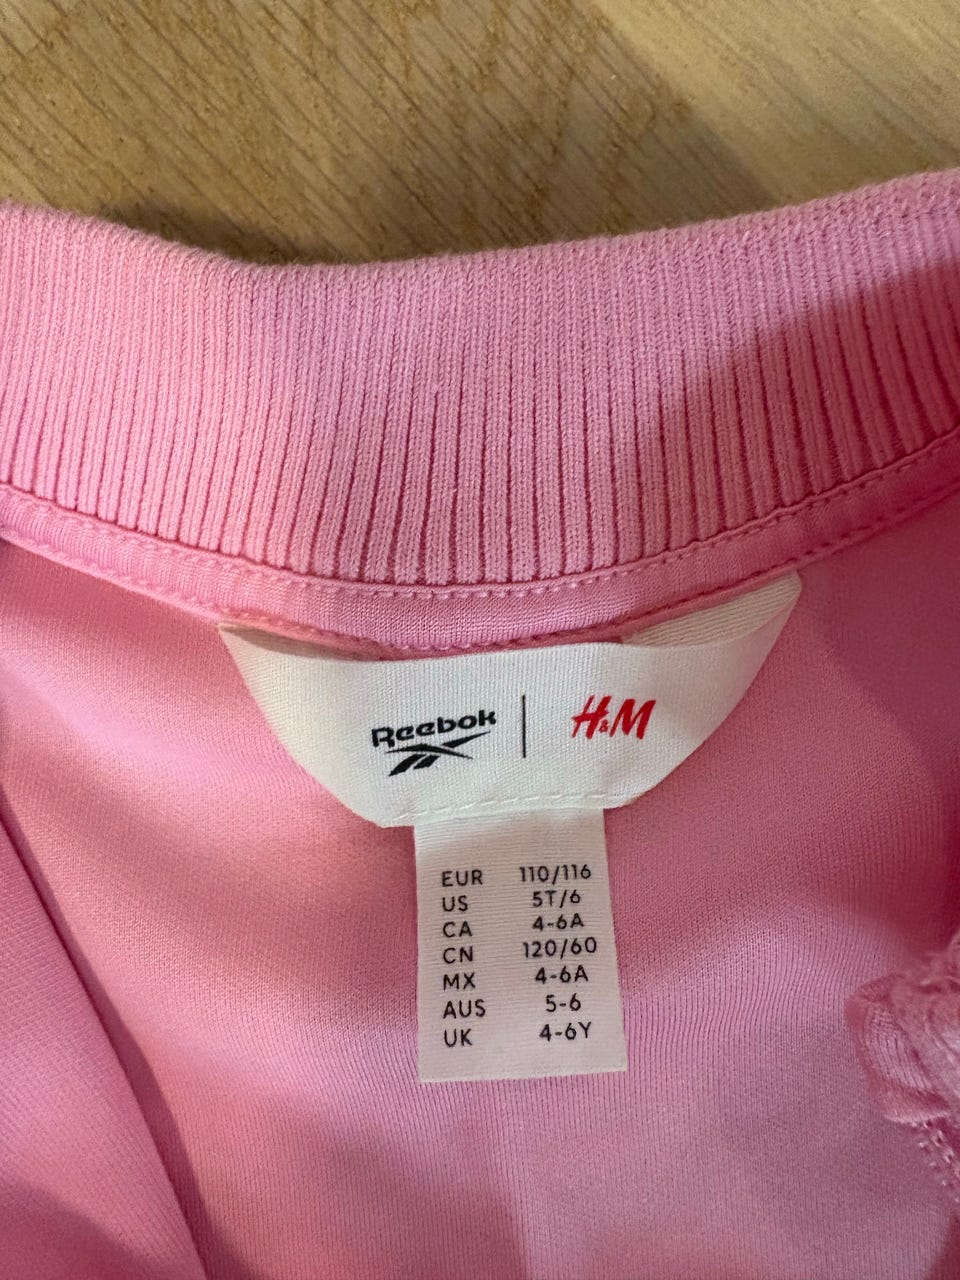 Reebok | H&M
EUR 110/116
US 5T/6
CA 4-6A
CN 120/60
MX 4-6A
AUS 5-6
UK 4-6Y